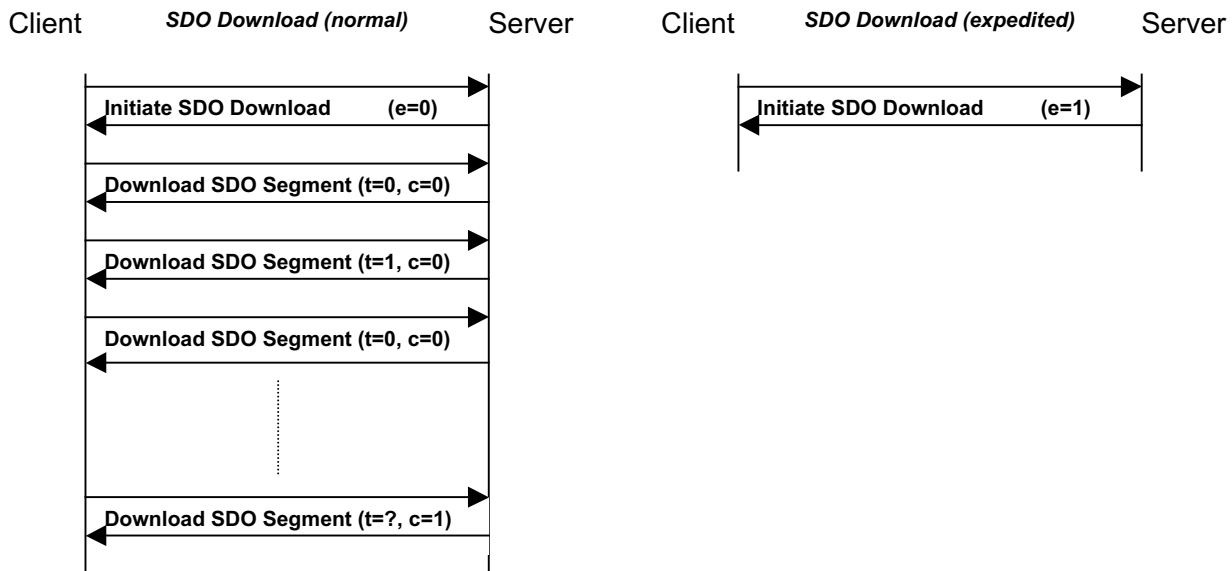 Client SDO Download (normal) Server
Initiate SDO Download (e=0)
Download SDO Segment (t=0, c=0)
Download SDO Segment (t=1, c=0)
Download SDO Segment (t=0, c=0)
Download SDO Segment (t=?, c=1)
Client SDO Download (expedited) Server
Initiate SDO Download (e=1)